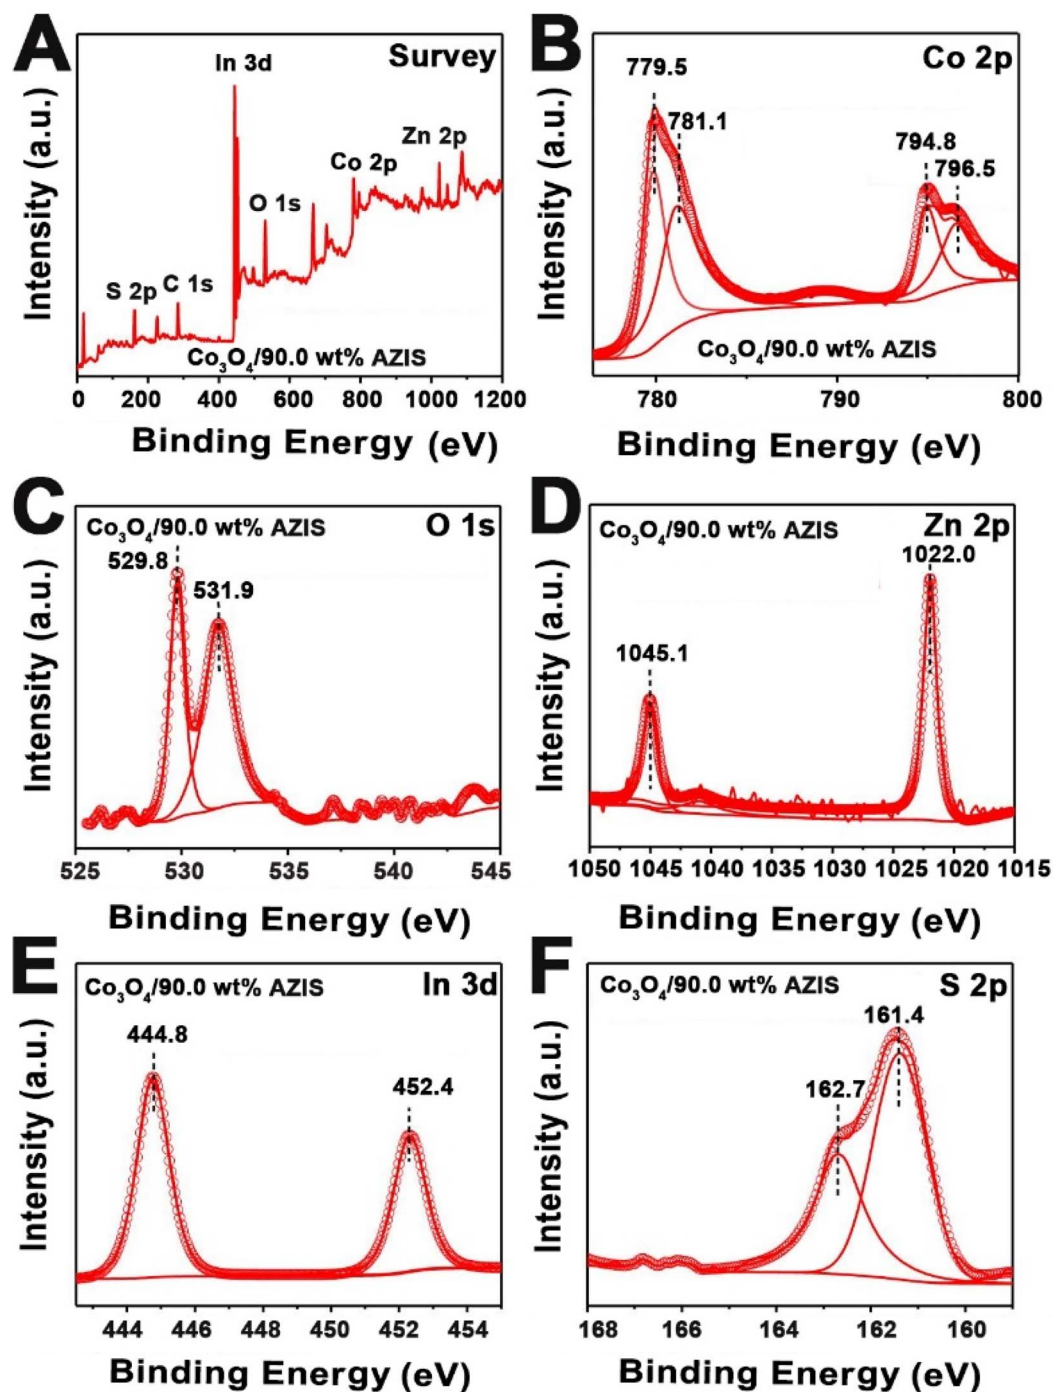 A
Survey
In 3d
Zn 2p
Co 2p
O 1s
S 2p
C 1s
Co₃O₄/90.0 wt% AZIS
0 200 400 600 800 1000 1200
Binding Energy (eV)
Intensity (a.u.)
B
Co 2p
779.5
781.1
794.8
796.5
Co₃O₄/90.0 wt% AZIS
780 790 800
Binding Energy (eV)
Intensity (a.u.)
C
Co₃O₄/90.0 wt% AZIS
O 1s
529.8
531.9
525 530 535 540 545
Binding Energy (eV)
Intensity (a.u.)
D
Co₃O₄/90.0 wt% AZIS
Zn 2p
1022.0
1045.1
1050 1045 1040 1035 1030 1025 1020 1015
Binding Energy (eV)
Intensity (a.u.)
E
Co₃O₄/90.0 wt% AZIS
In 3d
444.8
452.4
444 446 448 450 452 454
Binding Energy (eV)
Intensity (a.u.)
F
Co₃O₄/90.0 wt% AZIS
S 2p
161.4
162.7
168 166 164 162 160
Binding Energy (eV)
Intensity (a.u.)